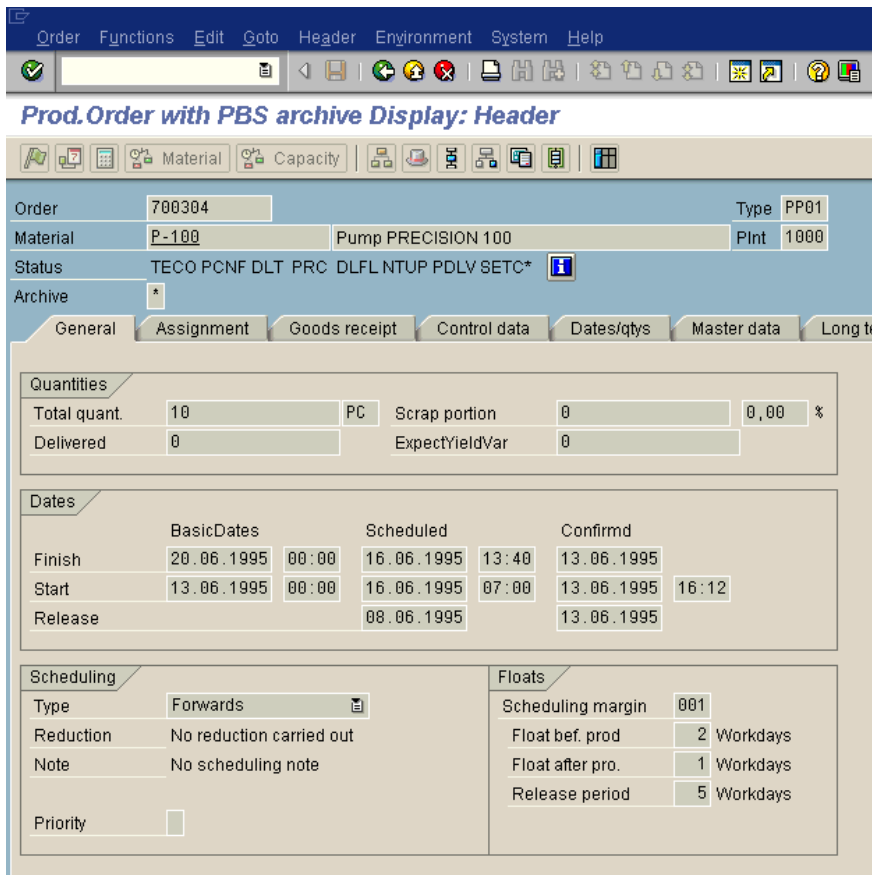 Order Functions Edit Goto Header Environment System Help
Prod.Order with PBS archive Display: Header
Material Capacity
Order 700304 Type PP01
Material P-100 Pump PRECISION 100 Plnt 1000
Status TECO PCNF DLT PRC DLFL NTUP PDLV SETC*
Archive *
General Assignment Goods receipt Control data Dates/qtys Master data Long te
Quantities
Total quant. 10 PC Scrap portion 0 0,00 %
Delivered 0 ExpectYieldVar 0
Dates
BasicDates Scheduled Confirmd
Finish 20.06.1995 00:00 16.06.1995 13:40 13.06.1995
Start 13.06.1995 00:00 16.06.1995 07:00 13.06.1995 16:12
Release 08.06.1995 13.06.1995
Scheduling Floats
Type Forwards Scheduling margin 001
Reduction No reduction carried out Float bef. prod 2 Workdays
Note No scheduling note Float after pro. 1 Workdays
Release period 5 Workdays
Priority